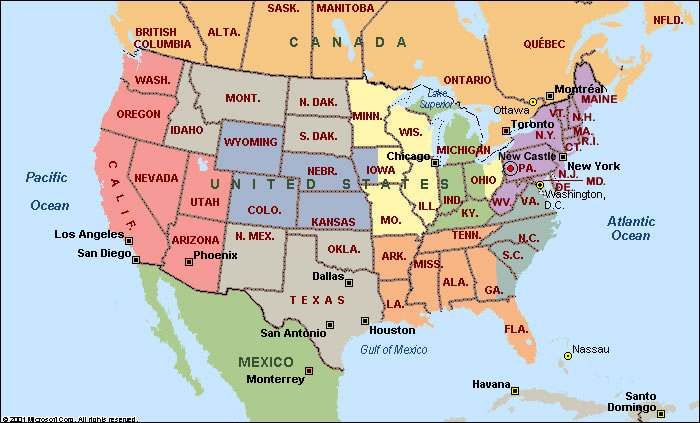 NFLD.
SASK.
MANITOBA
BRITISH
COLUMBIA
ALTA.
CANADA
QUÉBEC
ONTARIO
WASH.
MONT.
N. DAK.
MINN.
Lake
Superior
Montréal
Ottawa
MAINE
OREGON
IDAHO
S. DAK.
WIS.
MICHIGAN
Toronto
VT.
N.H.
N.Y.
MA.
R.I.
CT.
WYOMING
Chicago
New Castle
New York
PA.
NEVADA
NEBR.
IOWA
OHIO
N.J.
MD.
DE.
Washington,
D.C.
Pacific
Ocean
CALIF.
UTAH
UNITED STATES
COLO.
KANSAS
MO.
ILL.
IND.
KY.
WV.
VA.
Atlantic
Ocean
Los Angeles
San Diego
ARIZONA
Phoenix
N. MEX.
OKLA.
ARK.
TENN.
N.C.
S.C.
Dallas
MISS.
ALA.
GA.
TEXAS
LA.
San Antonio
Houston
FLA.
Gulf of Mexico
MEXICO
Monterrey
Nassau
Havana
Santo
Domingo
© 2001 Microsoft Corp. All rights reserved.